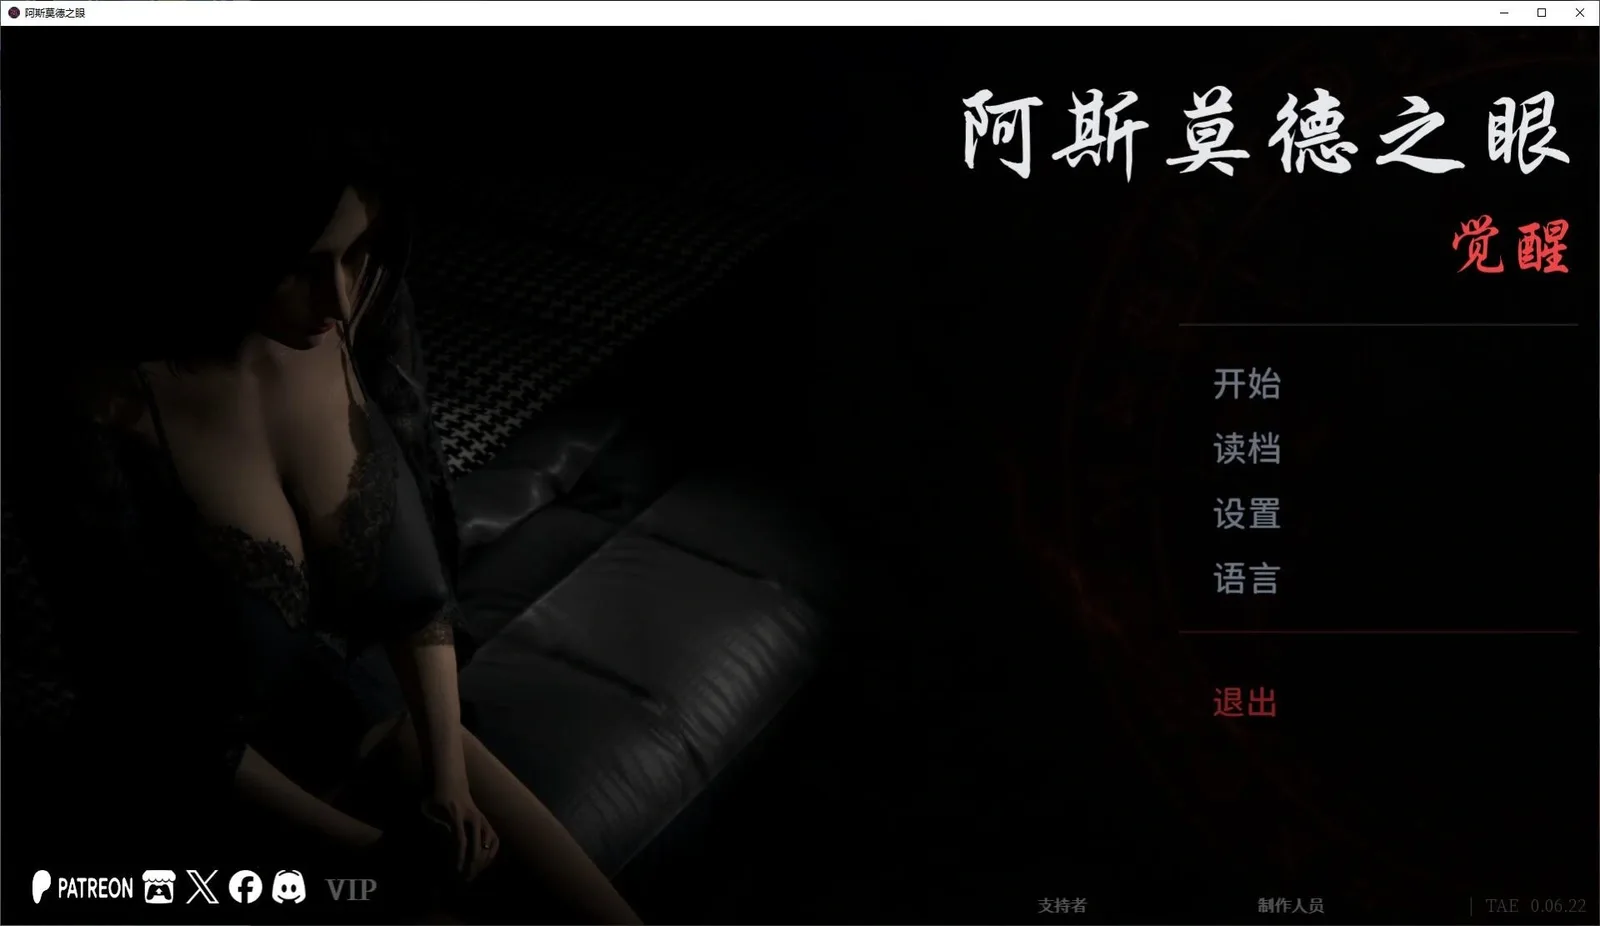 阿斯莫德之眼
阿斯莫德之眼
觉醒
开始
读档
设置
语言
退出
PATREON VIP
支持者 制作人员 | TAE 0.06.22